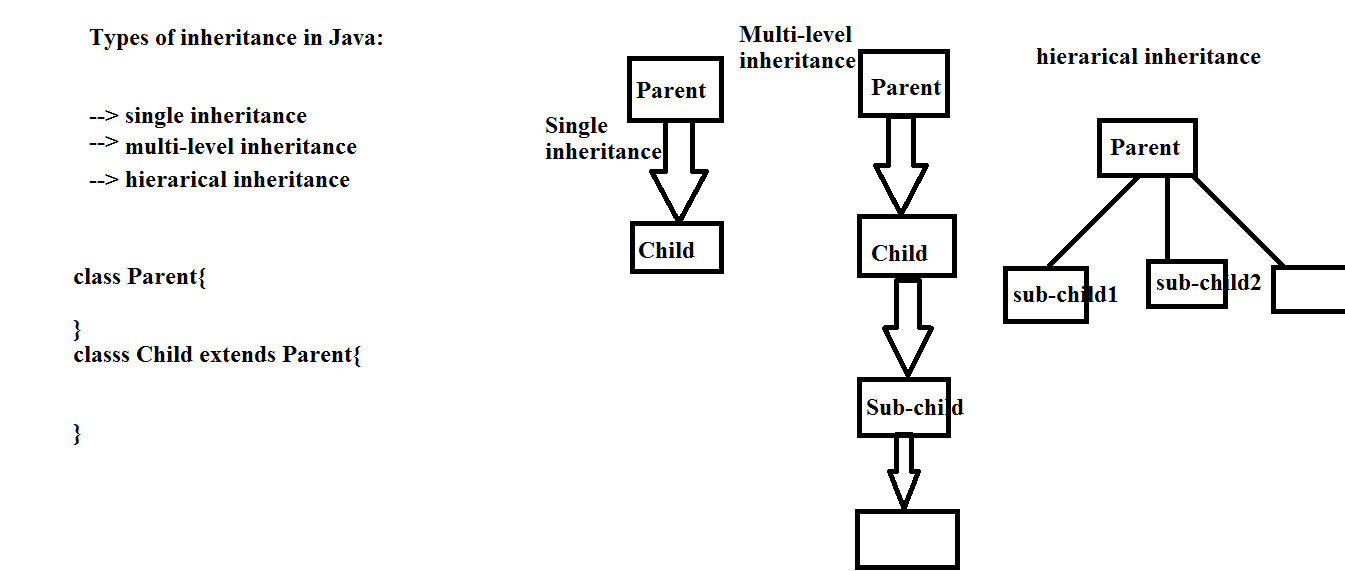 Types of inheritance in Java:
--> single inheritance
--> multi-level inheritance
--> hierarical inheritance
class Parent{
}
classs Child extends Parent{
}
Single
inheritance
Parent
Child
Multi-level
inheritance
Parent
Child
Sub-child
hierarical inheritance
Parent
sub-child1
sub-child2